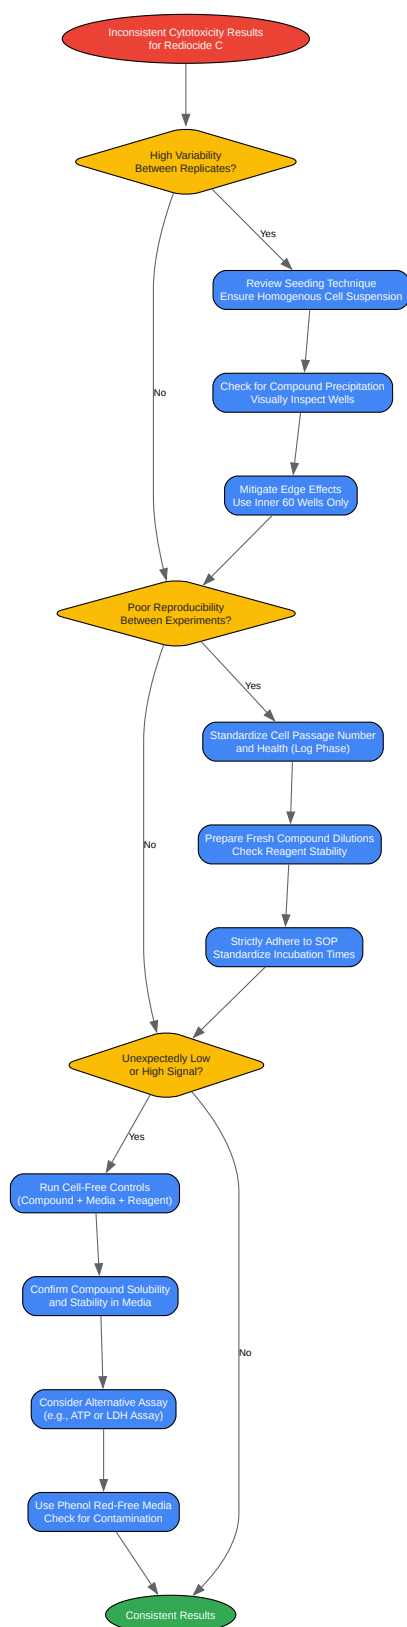 Inconsistent Cytotoxicity Results
for Rediocide C
High Variability
Between Replicates?
Yes
Review Seeding Technique
Ensure Homogenous Cell Suspension
Check for Compound Precipitation
Visually Inspect Wells
No
Mitigate Edge Effects
Use Inner 60 Wells Only
Poor Reproducibility
Between Experiments?
Yes
Standardize Cell Passage Number
and Health (Log Phase)
Prepare Fresh Compound Dilutions
Check Reagent Stability
No
Strictly Adhere to SOP
Standardize Incubation Times
Unexpectedly Low
or High Signal?
Yes
Run Cell-Free Controls
(Compound + Media + Reagent)
Confirm Compound Solubility
and Stability in Media
No
Consider Alternative Assay
(e.g., ATP or LDH Assay)
Use Phenol Red-Free Media
Check for Contamination
Consistent Results